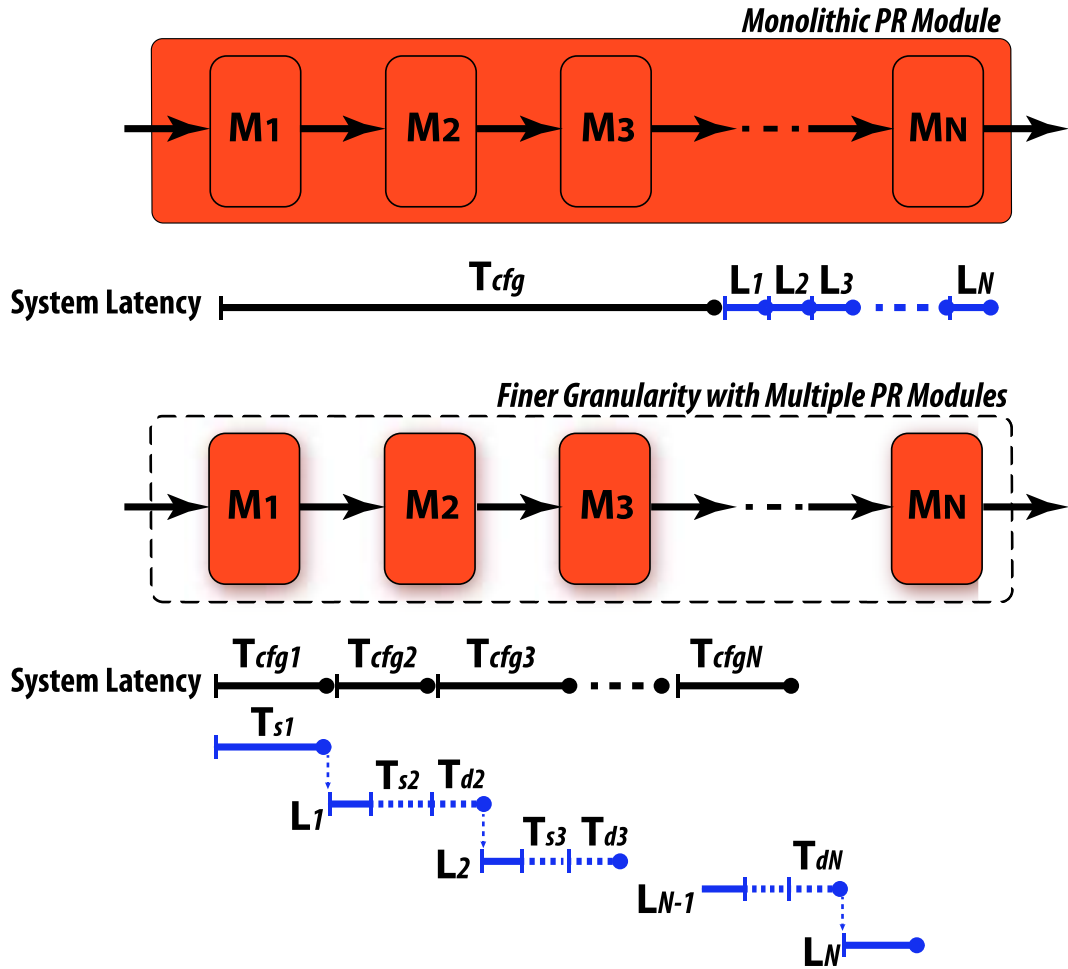 Monolithic PR Module
M1 M2 M3 MN
Tcfg L1 L2 L3 LN
System Latency
Finer Granularity with Multiple PR Modules
M1 M2 M3 MN
Tcfg1 Tcfg2 Tcfg3 TcfgN
System Latency
Ts1
Ts2 Td2
L1
Ts3 Td3
L2
TdN
LN-1
LN